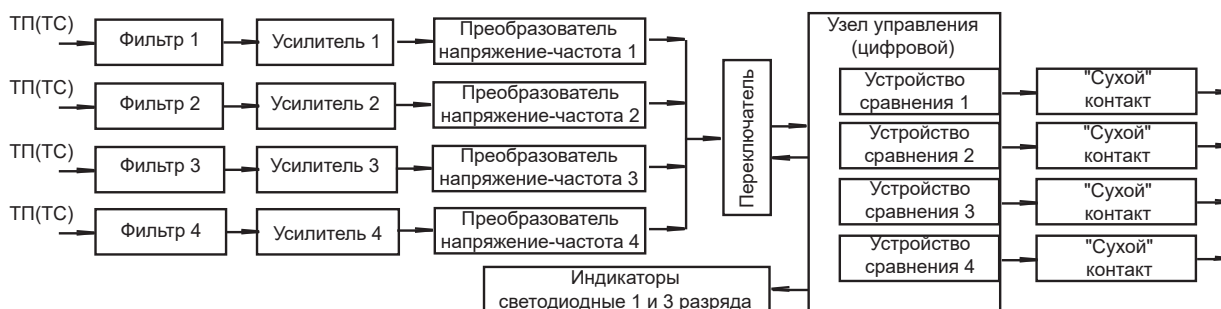 ТП(ТС)
Фильтр 1
Усилитель 1
Преобразователь
напряжение-частота 1
ТП(ТС)
Фильтр 2
Усилитель 2
Преобразователь
напряжение-частота 2
ТП(ТС)
Фильтр 3
Усилитель 3
Преобразователь
напряжение-частота 3
ТП(ТС)
Фильтр 4
Усилитель 4
Преобразователь
напряжение-частота 4
Переключатель
Узел управления
(цифровой)
Устройство
сравнения 1
"Сухой"
контакт
Устройство
сравнения 2
"Сухой"
контакт
Устройство
сравнения 3
"Сухой"
контакт
Устройство
сравнения 4
"Сухой"
контакт
Индикаторы
светодиодные 1 и 3 разряда